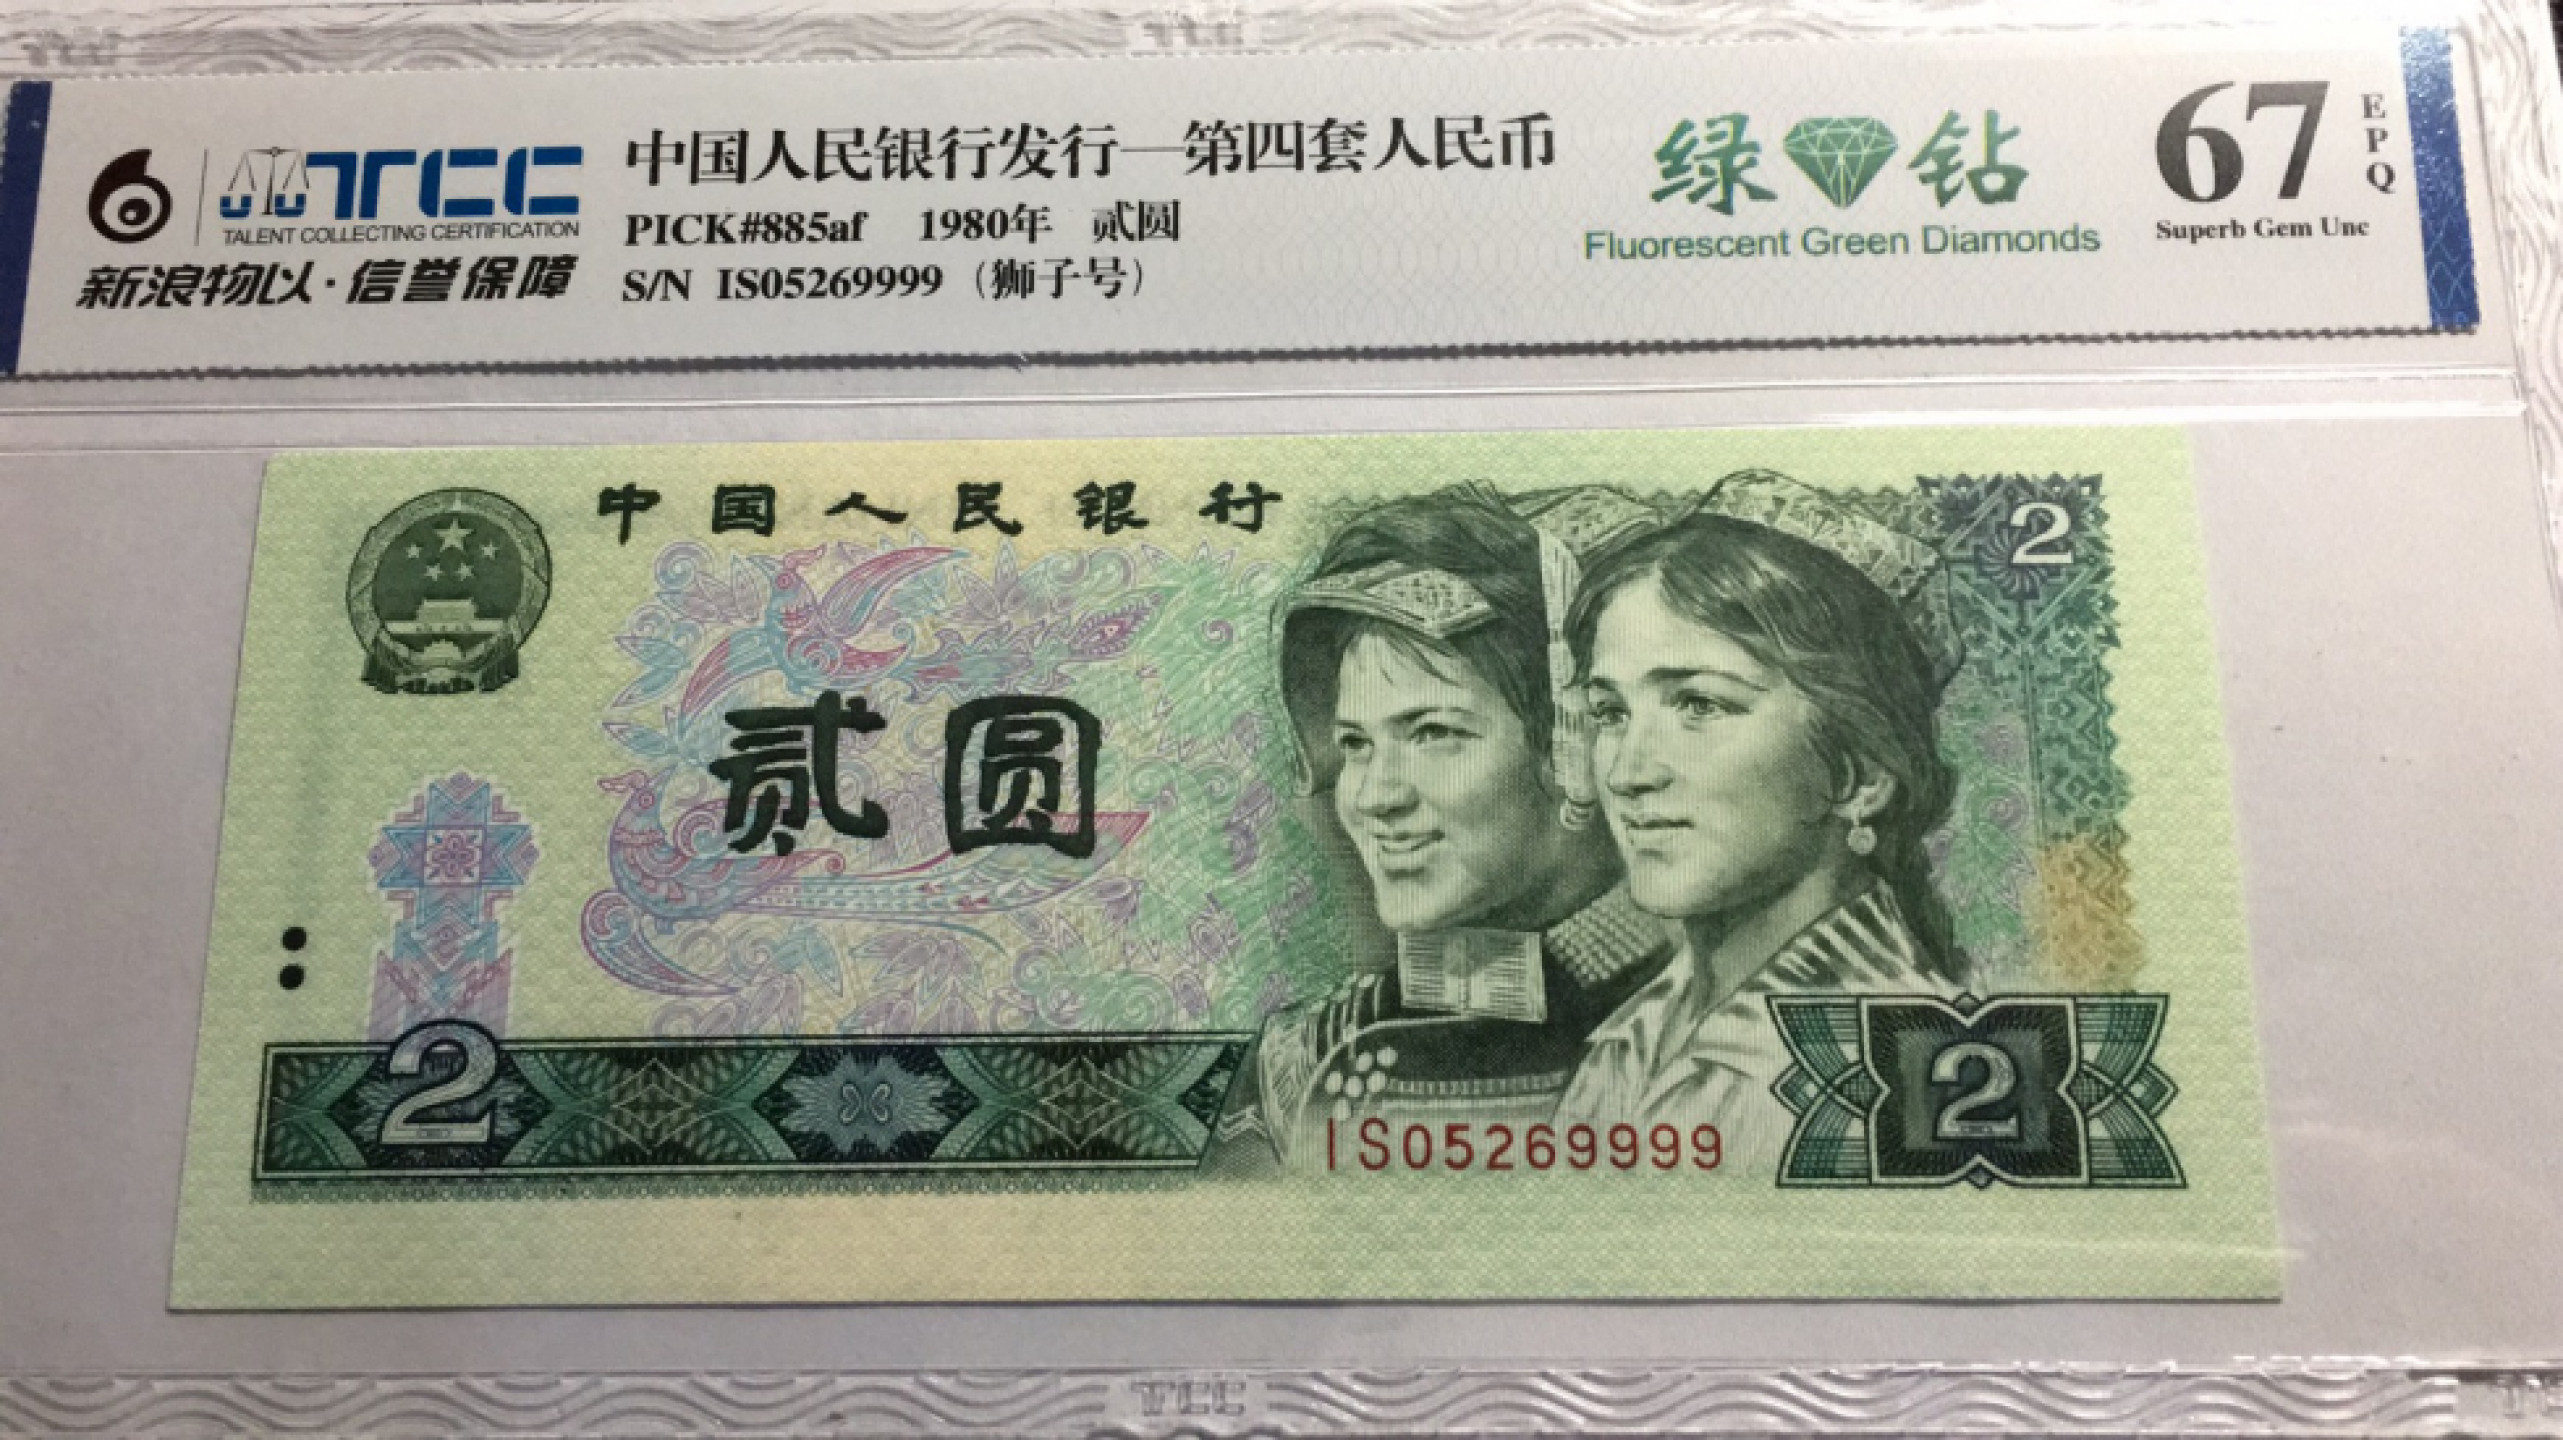 TCC
TALENT COLLECTING CERTIFICATION
新浪物以·信誉保障
中国人民银行发行—第四套人民币
PICK#885af 1980年 贰圆
S/N IS05269999（狮子号）
绿钻
Fluorescent Green Diamonds
67
EPQ
Superb Gem Unc
中国人民银行
2
贰圆
2
2
IS05269999
TCC